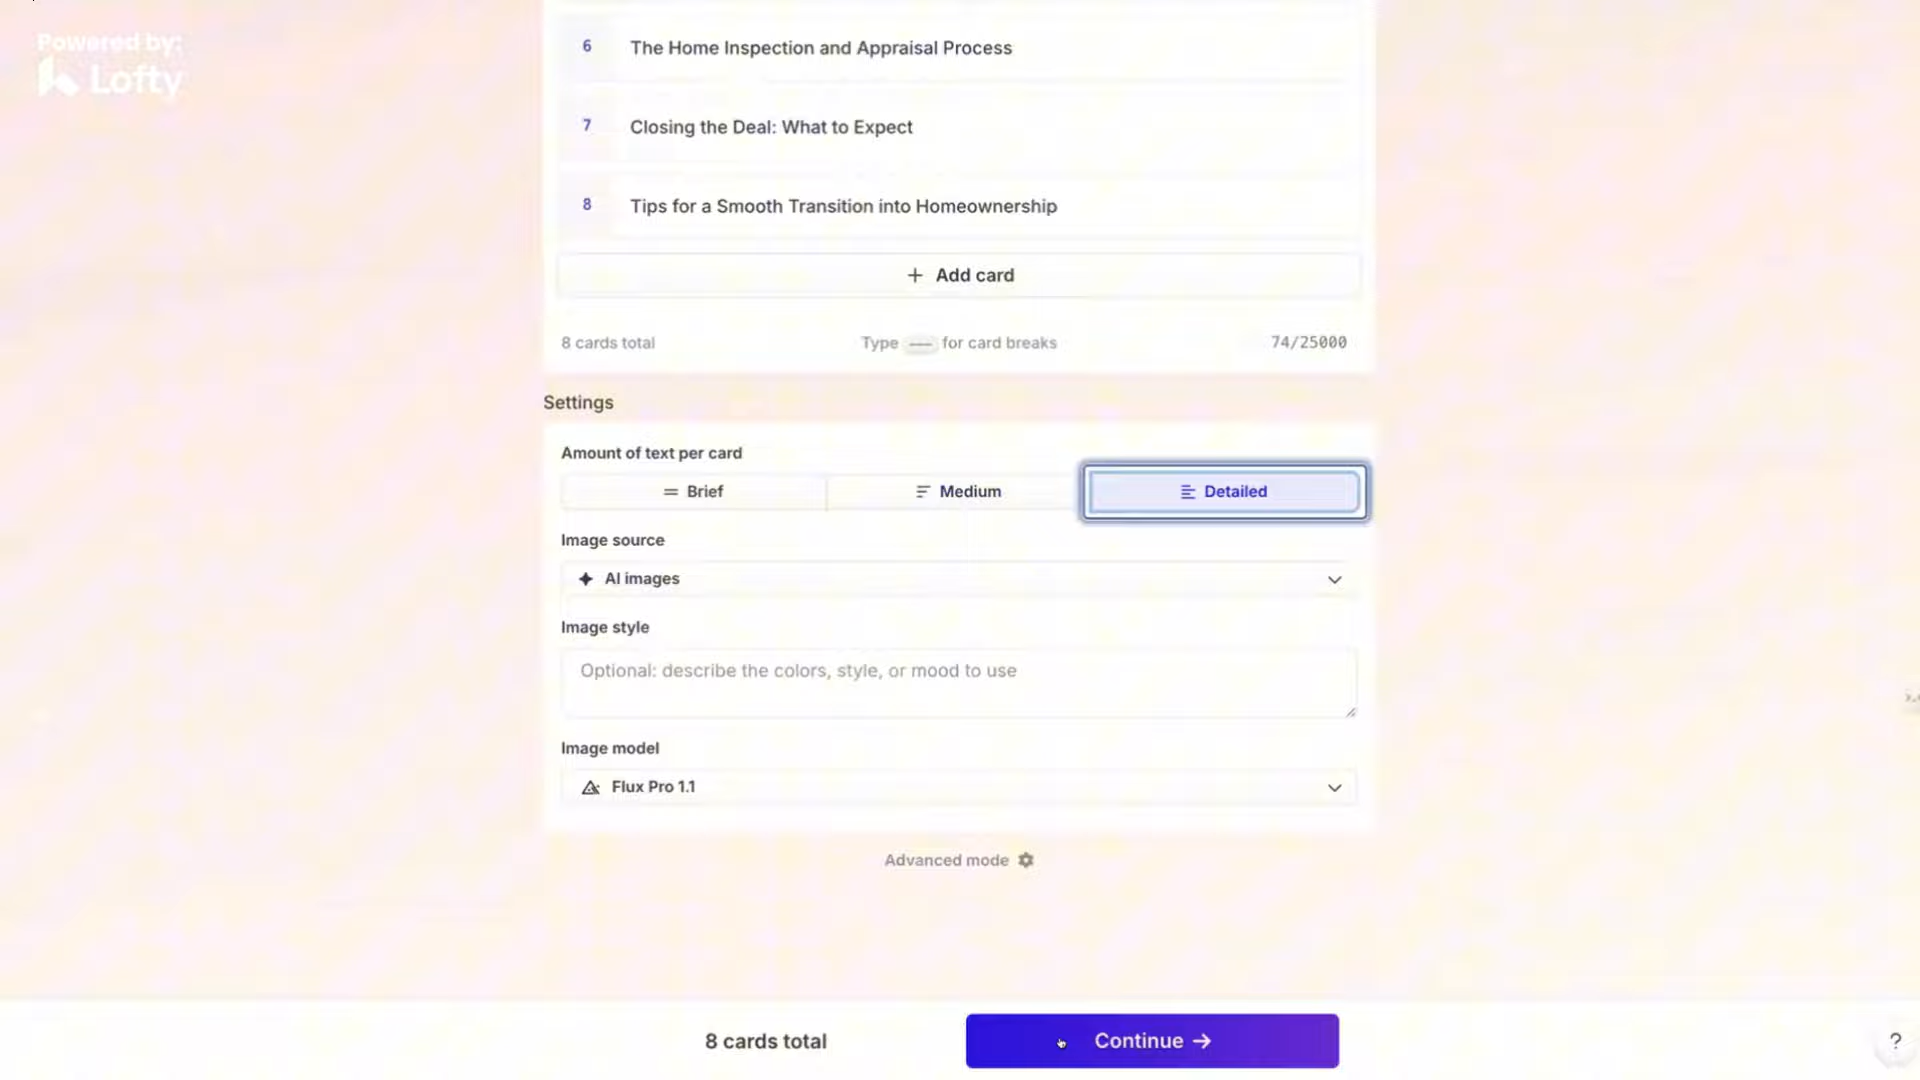 Powered by:
Lofty
6 The Home Inspection and Appraisal Process
7 Closing the Deal: What to Expect
8 Tips for a Smooth Transition into Homeownership
+ Add card
8 cards total Type --- for card breaks 74/25000
Settings
Amount of text per card
Brief Medium Detailed
Image source
AI images
Image style
Optional: describe the colors, style, or mood to use
Image model
Flux Pro 1.1
Advanced mode
8 cards total Continue →
?